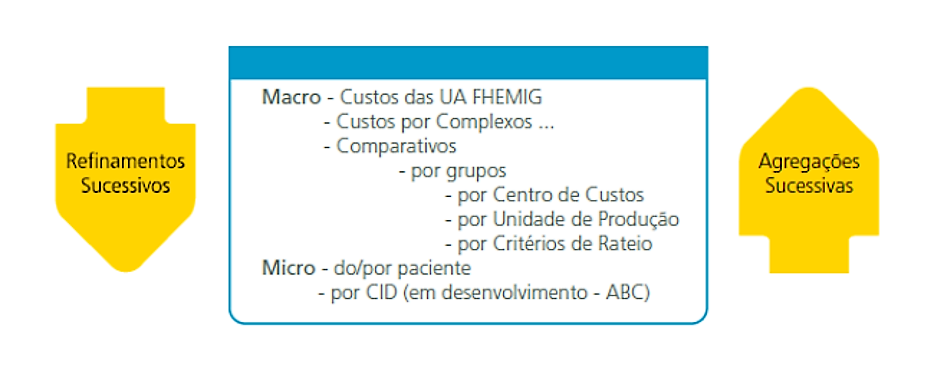 Refinamentos
Sucessivos
Macro - Custos das UA FHEMIG
- Custos por Complexos ...
- Comparativos
- por grupos
- por Centro de Custos
- por Unidade de Produção
- por Critérios de Rateio
Micro - do/por paciente
- por CID (em desenvolvimento - ABC)
Agregações
Sucessivas